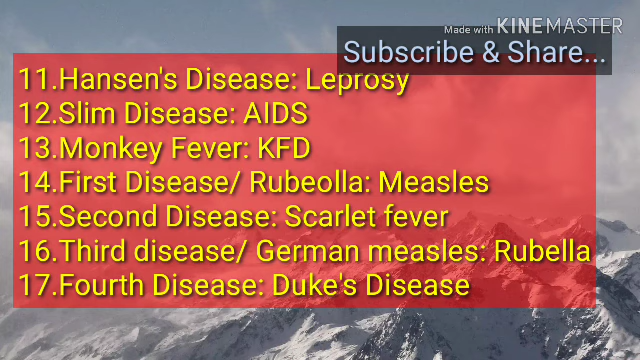 Made with KINEMASTER
Subscribe & Share...
11.Hansen's Disease: Leprosy
12.Slim Disease: AIDS
13.Monkey Fever: KFD
14.First Disease/ Rubeolla: Measles
15.Second Disease: Scarlet fever
16.Third disease/ German measles: Rubella
17.Fourth Disease: Duke's Disease